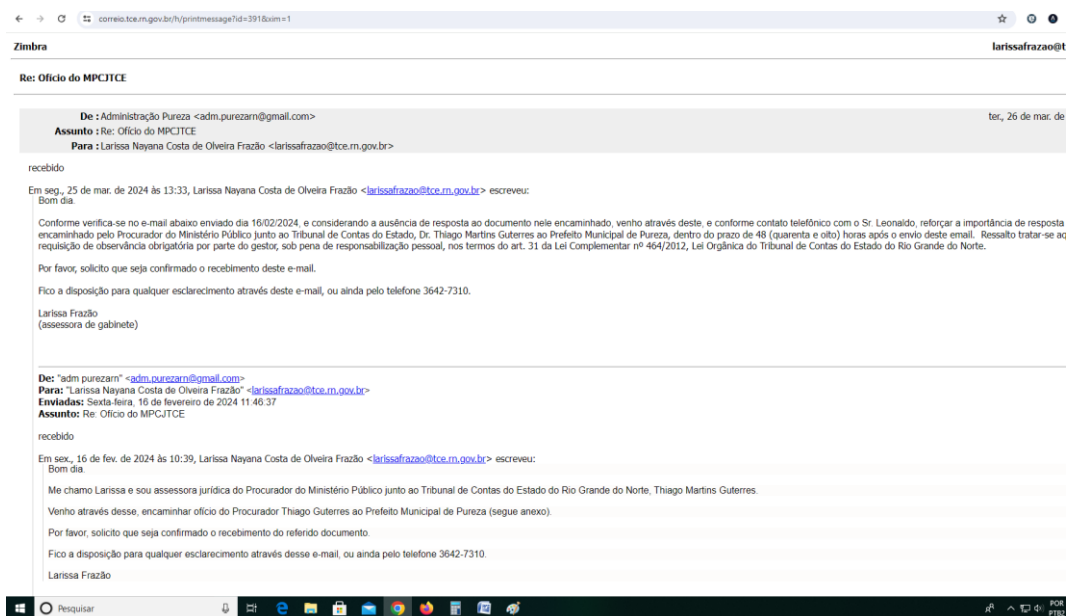 correio.tce.rn.gov.br/h/printmessage?id=391&xim=1
Zimbra
larissafrazao@t
Re: Ofício do MPCJTCE
De : Administração Pureza <adm.purezarn@gmail.com>
ter., 26 de mar. de
Assunto : Re: Ofício do MPCJTCE
Para : Larissa Nayana Costa de Olveira Frazão <larissafrazao@tce.rn.gov.br>
recebido
Em seg., 25 de mar. de 2024 às 13:33, Larissa Nayana Costa de Olveira Frazão <larissafrazao@tce.rn.gov.br> escreveu:
Bom dia.
Conforme verifica-se no e-mail abaixo enviado dia 16/02/2024, e considerando a ausência de resposta ao documento nele encaminhado, venho através deste, e conforme contato telefônico com o Sr. Leonaldo, reforçar a importância de resposta
encaminhado pelo Procurador do Ministério Público junto ao Tribunal de Contas do Estado, Dr. Thiago Martins Guterres ao Prefeito Municipal de Pureza, dentro do prazo de 48 (quarenta e oito) horas após o envio deste email. Ressalto tratar-se aq
requisição de observância obrigatória por parte do gestor, sob pena de responsabilização pessoal, nos termos do art. 31 da Lei Complementar nº 464/2012, Lei Orgânica do Tribunal de Contas do Estado do Rio Grande do Norte.
Por favor, solicito que seja confirmado o recebimento deste e-mail.
Fico a disposição para qualquer esclarecimento através deste e-mail, ou ainda pelo telefone 3642-7310.
Larissa Frazão
(assessora de gabinete)
De: "adm purezarn" <adm.purezarn@gmail.com>
Para: "Larissa Nayana Costa de Olveira Frazão" <larissafrazao@tce.rn.gov.br>
Enviadas: Sexta-feira, 16 de fevereiro de 2024 11:46:37
Assunto: Re: Ofício do MPCJTCE
recebido
Em sex., 16 de fev. de 2024 às 10:39, Larissa Nayana Costa de Olveira Frazão <larissafrazao@tce.rn.gov.br> escreveu:
Bom dia.
Me chamo Larissa e sou assessora jurídica do Procurador do Ministério Público junto ao Tribunal de Contas do Estado do Rio Grande do Norte, Thiago Martins Guterres.
Venho através desse, encaminhar ofício do Procurador Thiago Guterres ao Prefeito Municipal de Pureza (segue anexo).
Por favor, solicito que seja confirmado o recebimento do referido documento.
Fico a disposição para qualquer esclarecimento através desse e-mail, ou ainda pelo telefone 3642-7310.
Larissa Frazão
Pesquisar
POR
PTB2